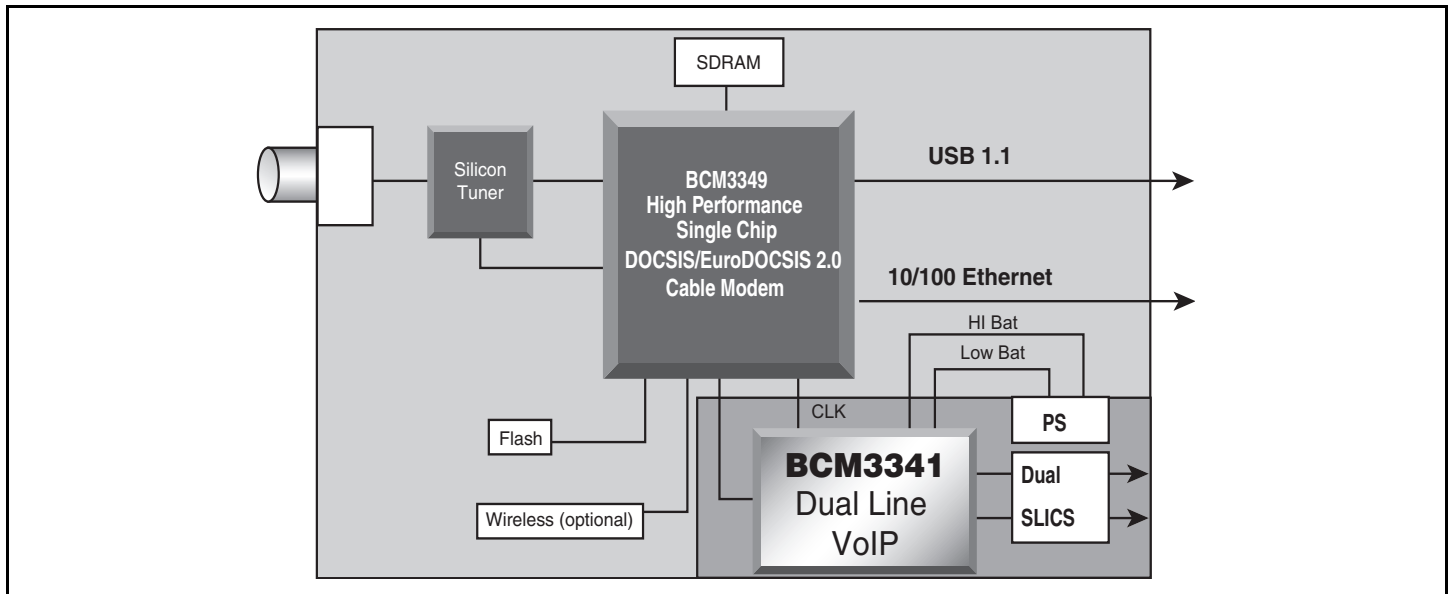 SDRAM
Silicon
Tuner
BCM3349
High Performance
Single Chip
DOCSIS/EuroDOCSIS 2.0
Cable Modem
USB 1.1
10/100 Ethernet
HI Bat
Low Bat
CLK
PS
Flash
BCM3341
Dual Line
VoIP
Dual
SLICS
Wireless (optional)